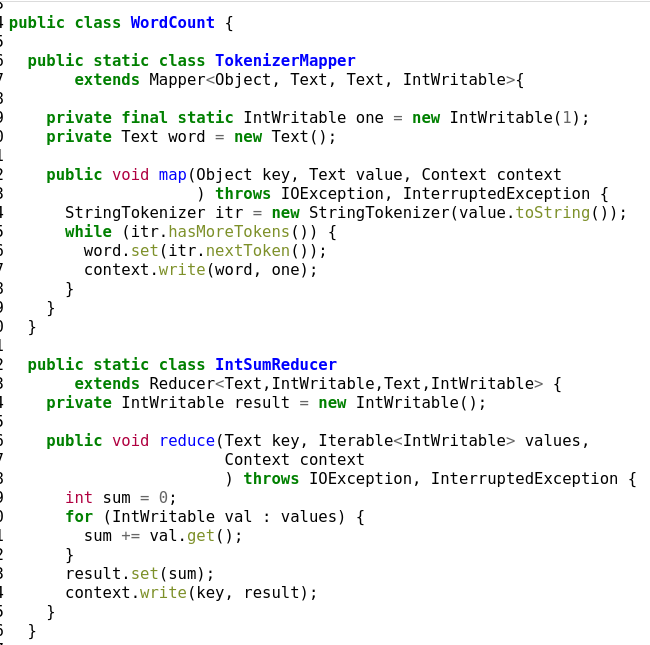 public class WordCount {
  public static class TokenizerMapper
       extends Mapper<Object, Text, Text, IntWritable>{
    private final static IntWritable one = new IntWritable(1);
    private Text word = new Text();
    public void map(Object key, Text value, Context context
                    ) throws IOException, InterruptedException {
      StringTokenizer itr = new StringTokenizer(value.toString());
      while (itr.hasMoreTokens()) {
        word.set(itr.nextToken());
        context.write(word, one);
      }
    }
  }
  public static class IntSumReducer
       extends Reducer<Text,IntWritable,Text,IntWritable> {
    private IntWritable result = new IntWritable();
    public void reduce(Text key, Iterable<IntWritable> values,
                       Context context
                       ) throws IOException, InterruptedException {
      int sum = 0;
      for (IntWritable val : values) {
        sum += val.get();
      }
      result.set(sum);
      context.write(key, result);
    }
  }